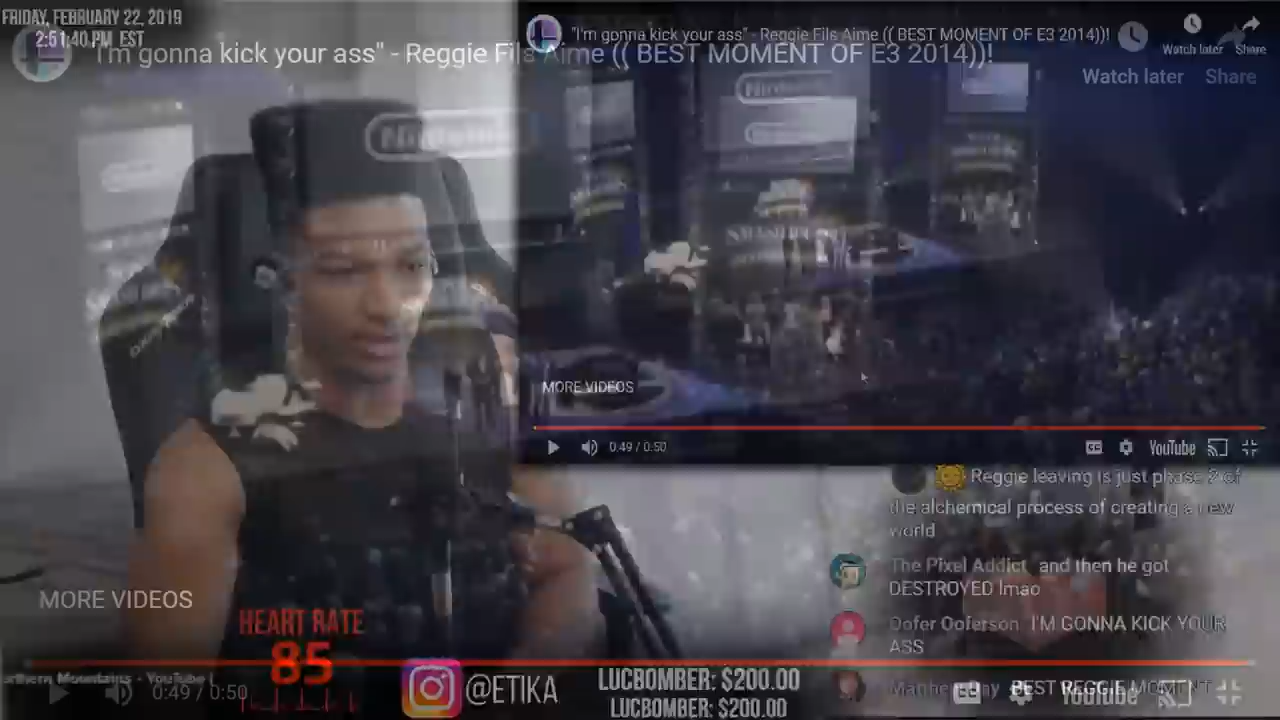 FRIDAY, FEBRUARY 22, 2019
2:51:40 PM EST
"I'm gonna kick your ass" - Reggie Fils Aime (( BEST MOMENT OF E3 2014))!
Watch later Share
"I'm gonna kick your ass" - Reggie Fils Aime (( BEST MOMENT OF E3 2014))!
Watch later Share
Nintendo
MORE VIDEOS
0:49 / 0:50
YouTube
Reggie leaving is just phase 2 of
the alchemical process of creating a new
world
The Pixel Addict and then he got
DESTROYED lmao
Oofer Ooferson I'M GONNA KICK YOUR
ASS
BEST REGGIE MOMENT
MORE VIDEOS
HEART RATE
85
Mountains - YouTube
0:49 / 0:50
@ETIKA
LUCBOMBER: $200.00
LUCBOMBER: $200.00
YouTube